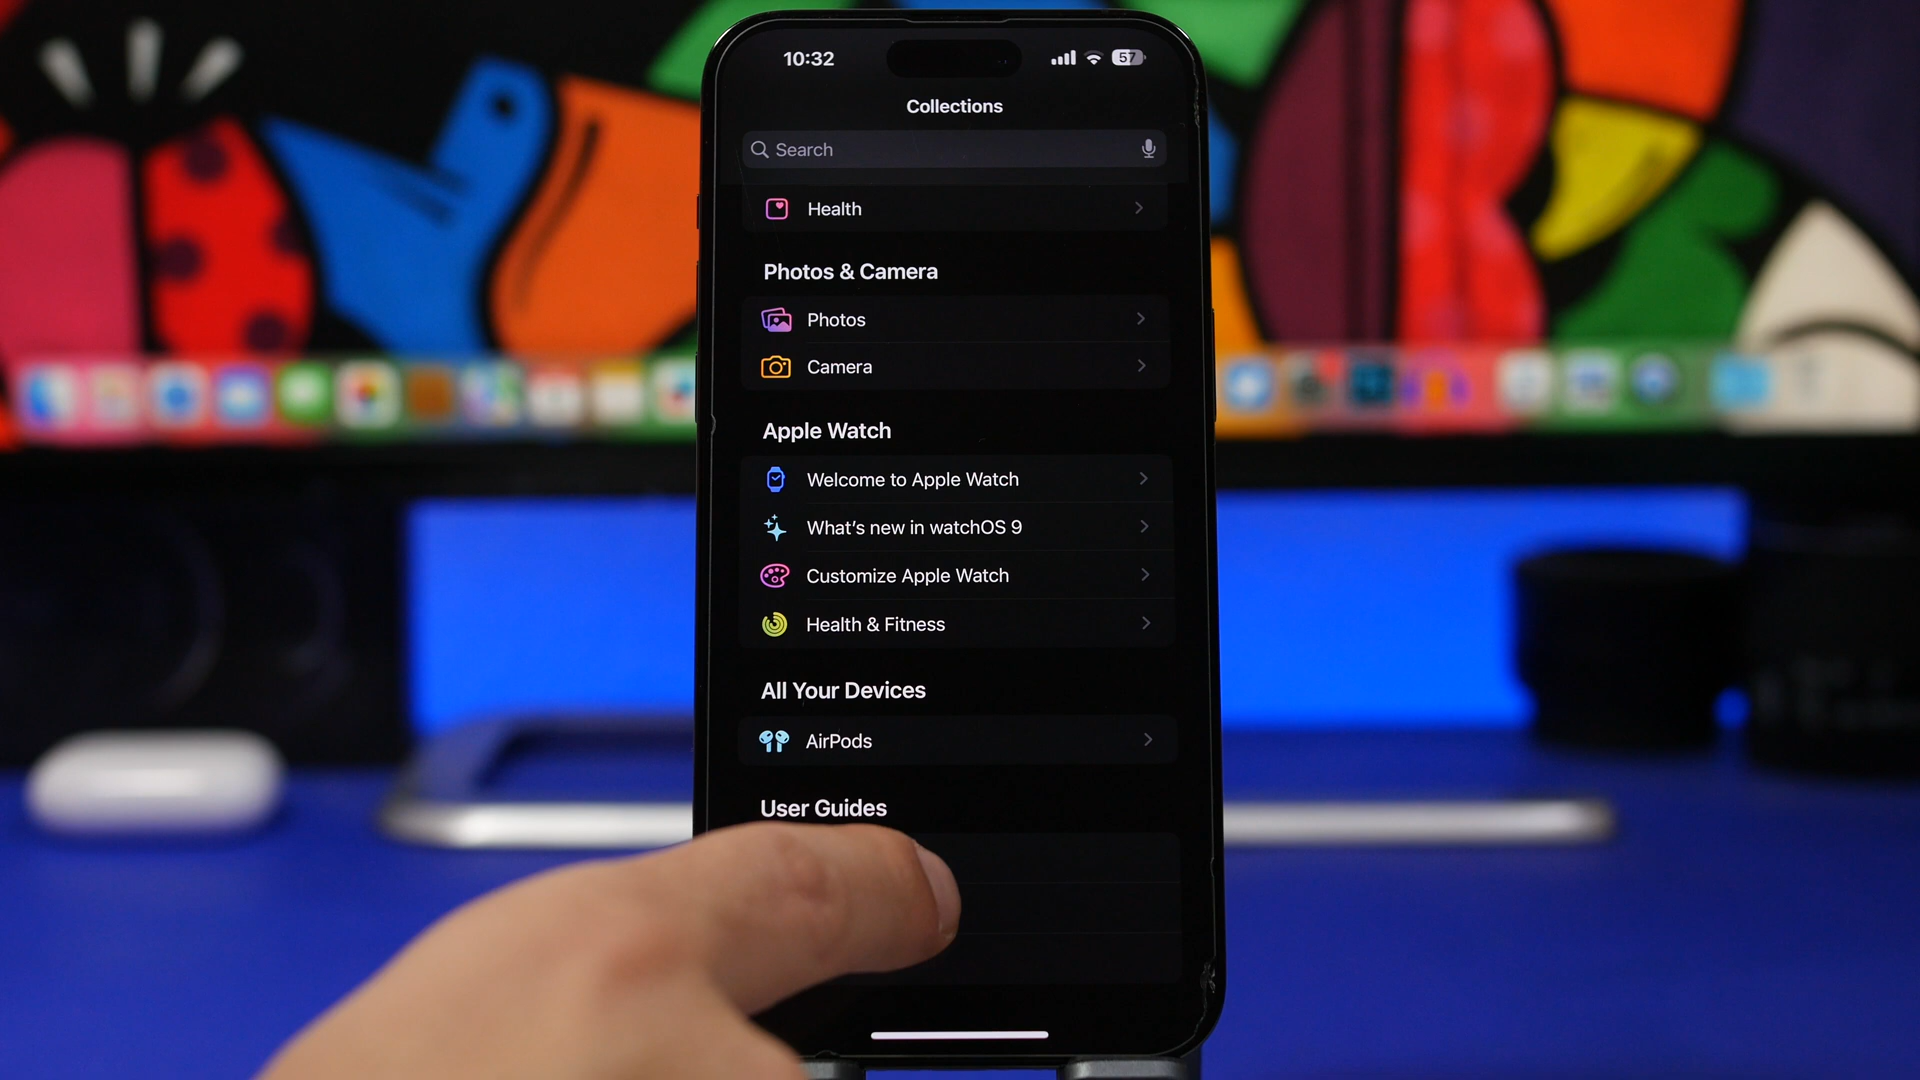 10:32
57
Collections
Search
Health
Photos & Camera
Photos
Camera
Apple Watch
Welcome to Apple Watch
What's new in watchOS 9
Customize Apple Watch
Health & Fitness
All Your Devices
AirPods
User Guides